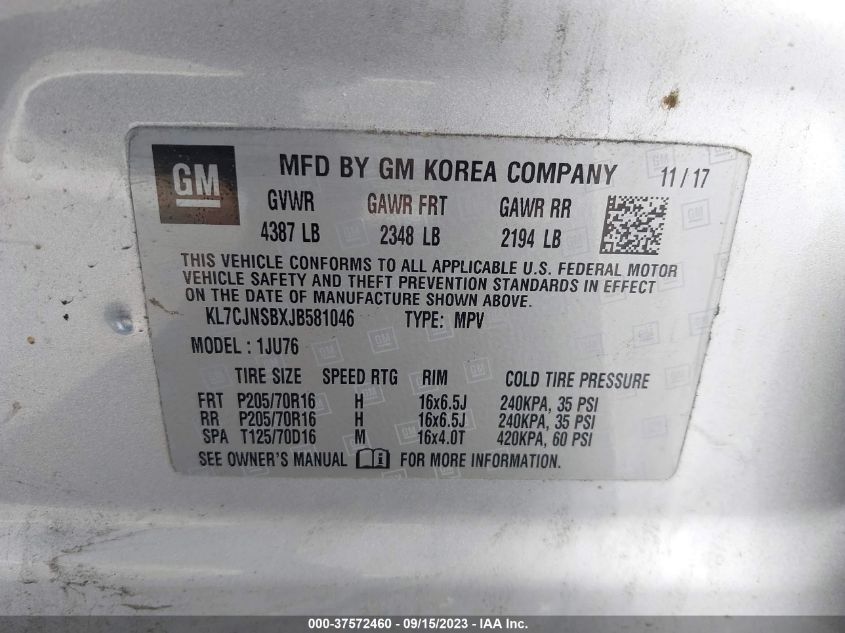 GM
MFD BY GM KOREA COMPANY 11/17
GVWR GAWR FRT GAWR RR
4387 LB 2348 LB 2194 LB
THIS VEHICLE CONFORMS TO ALL APPLICABLE U.S. FEDERAL MOTOR
VEHICLE SAFETY AND THEFT PREVENTION STANDARDS IN EFFECT
ON THE DATE OF MANUFACTURE SHOWN ABOVE.
KL7CJNSBXJB581046 TYPE: MPV
MODEL : 1JU76
TIRE SIZE SPEED RTG RIM COLD TIRE PRESSURE
FRT P205/70R16 H 16x6.5J 240KPA, 35 PSI
RR P205/70R16 H 16x6.5J 240KPA, 35 PSI
SPA T125/70D16 M 16x4.0T 420KPA, 60 PSI
SEE OWNER'S MANUAL FOR MORE INFORMATION.
000-37572460 - 09/15/2023 - Copyright © IAA, Inc.